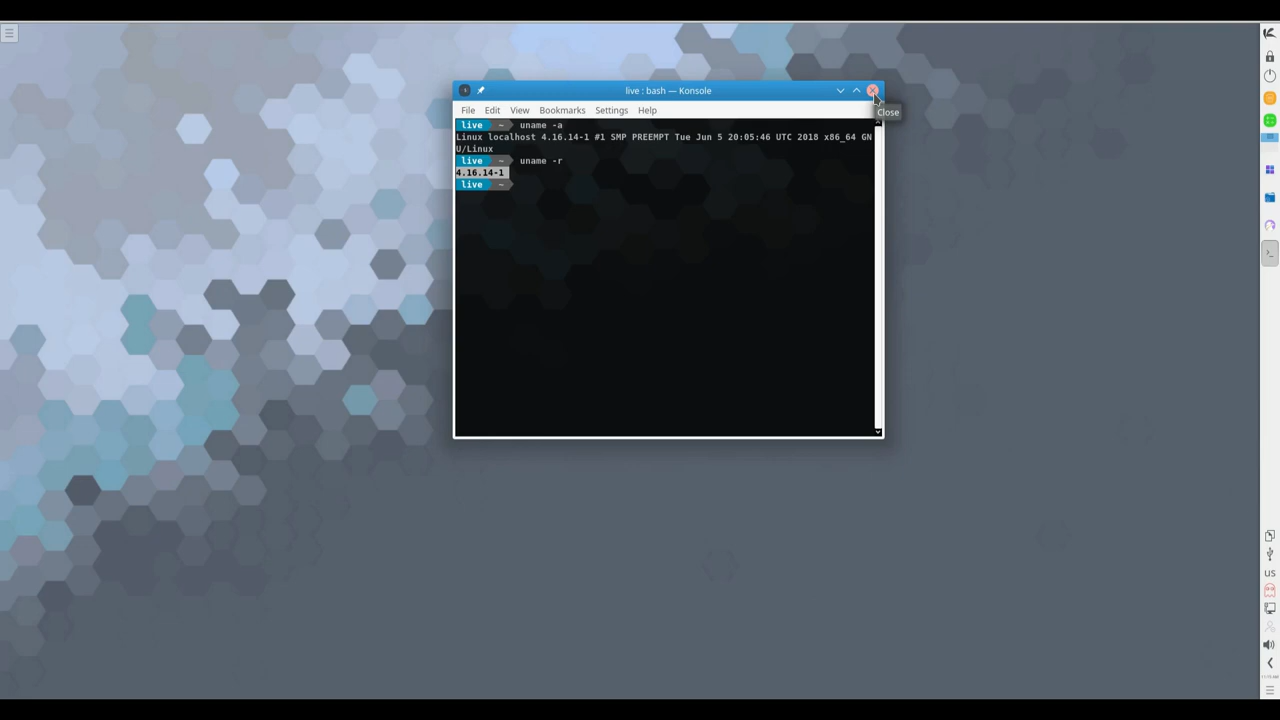 live : bash — Konsole
File Edit View Bookmarks Settings Help
Close
live ~ uname -a
Linux localhost 4.16.14-1 #1 SMP PREEMPT Tue Jun 5 20:05:46 UTC 2018 x86_64 GN
U/Linux
live ~ uname -r
4.16.14-1
live ~
us